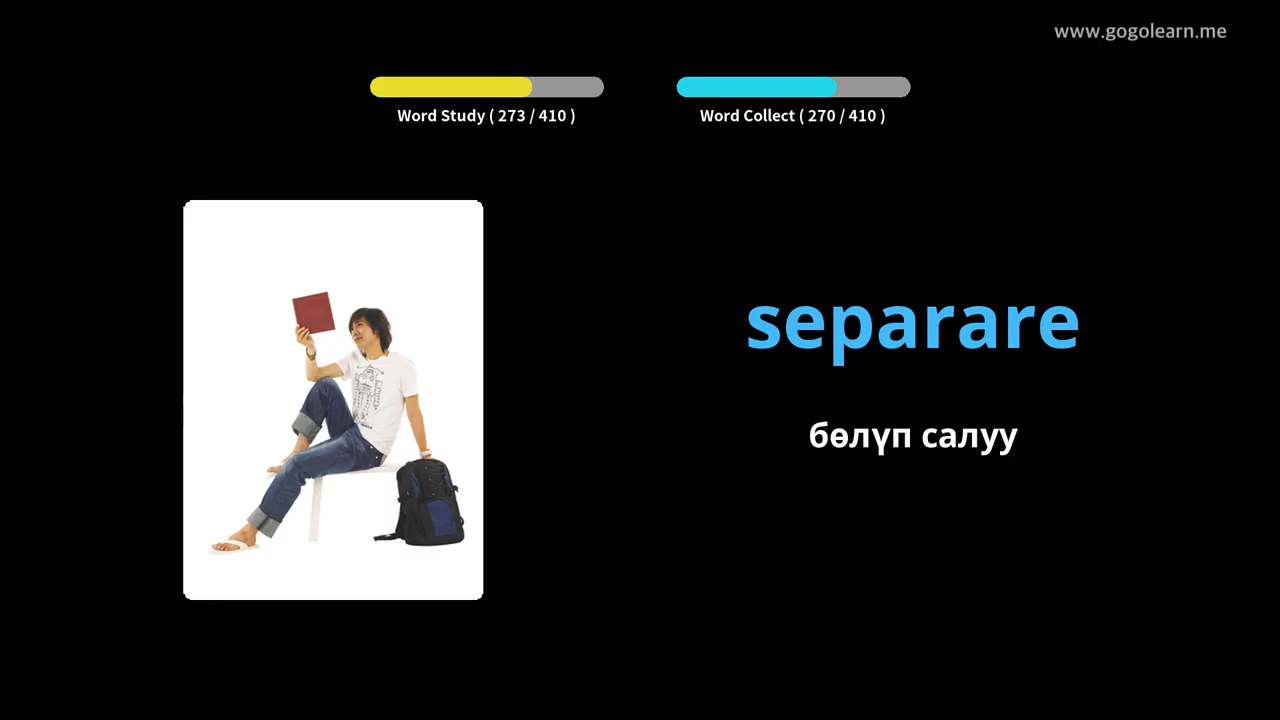 www.gogolearn.me
Word Study ( 273 / 410 )
Word Collect ( 270 / 410 )
separare
бөлүп салуу